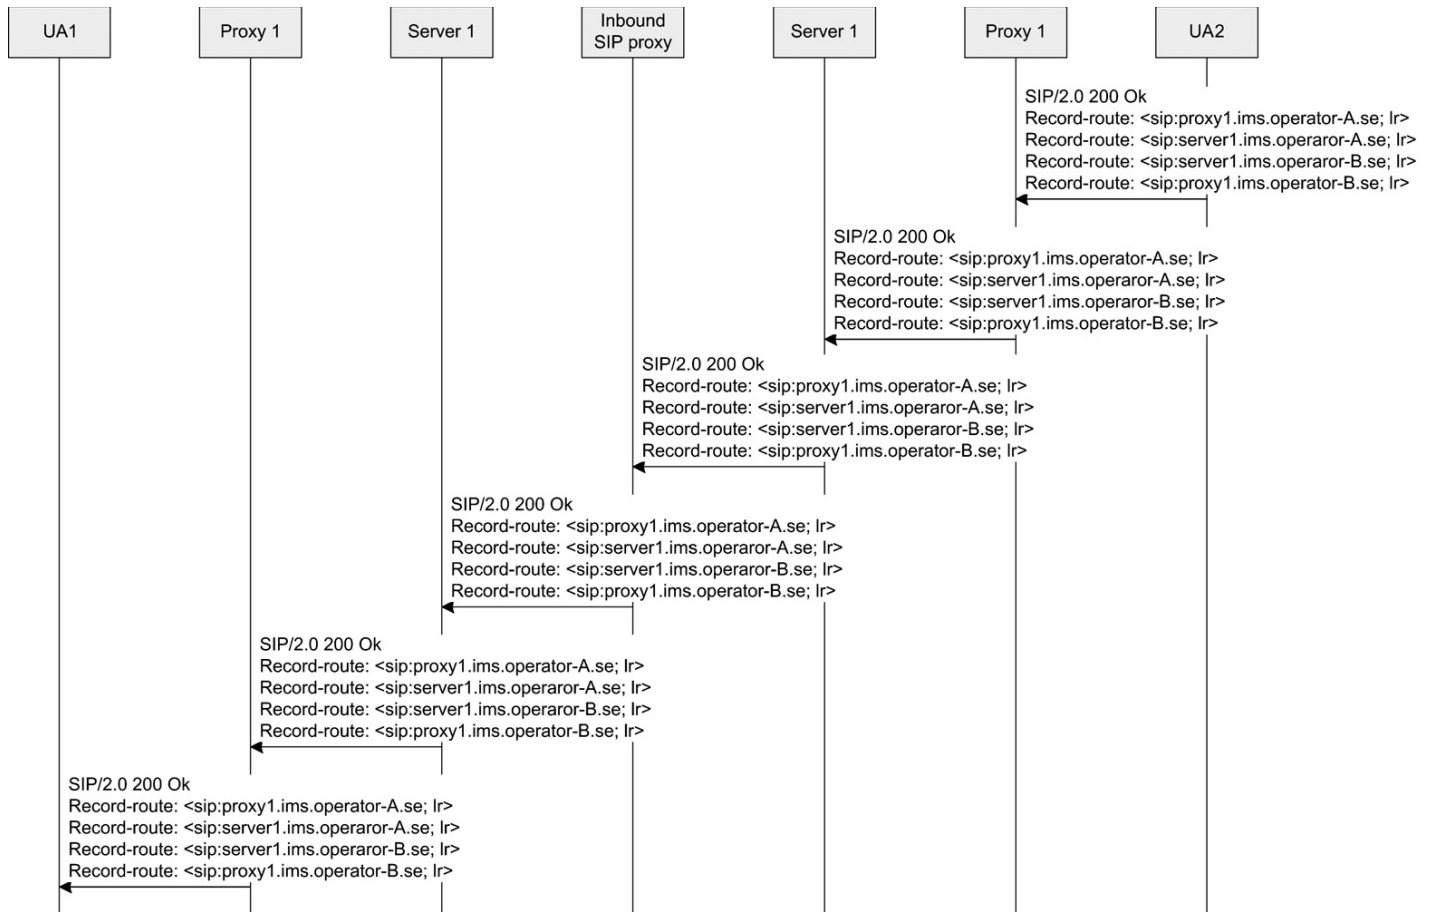 UA1
Proxy 1
Server 1
Inbound
SIP proxy
Server 1
Proxy 1
UA2
SIP/2.0 200 Ok
Record-route: <sip:proxy1.ims.operator-A.se; lr>
Record-route: <sip:server1.ims.operaror-A.se; lr>
Record-route: <sip:server1.ims.operaror-B.se; lr>
Record-route: <sip:proxy1.ims.operator-B.se; lr>
SIP/2.0 200 Ok
Record-route: <sip:proxy1.ims.operator-A.se; lr>
Record-route: <sip:server1.ims.operaror-A.se; lr>
Record-route: <sip:server1.ims.operaror-B.se; lr>
Record-route: <sip:proxy1.ims.operator-B.se; lr>
SIP/2.0 200 Ok
Record-route: <sip:proxy1.ims.operator-A.se; lr>
Record-route: <sip:server1.ims.operaror-A.se; lr>
Record-route: <sip:server1.ims.operaror-B.se; lr>
Record-route: <sip:proxy1.ims.operator-B.se; lr>
SIP/2.0 200 Ok
Record-route: <sip:proxy1.ims.operator-A.se; lr>
Record-route: <sip:server1.ims.operaror-A.se; lr>
Record-route: <sip:server1.ims.operaror-B.se; lr>
Record-route: <sip:proxy1.ims.operator-B.se; lr>
SIP/2.0 200 Ok
Record-route: <sip:proxy1.ims.operator-A.se; lr>
Record-route: <sip:server1.ims.operaror-A.se; lr>
Record-route: <sip:server1.ims.operaror-B.se; lr>
Record-route: <sip:proxy1.ims.operator-B.se; lr>
SIP/2.0 200 Ok
Record-route: <sip:proxy1.ims.operator-A.se; lr>
Record-route: <sip:server1.ims.operaror-A.se; lr>
Record-route: <sip:server1.ims.operaror-B.se; lr>
Record-route: <sip:proxy1.ims.operator-B.se; lr>